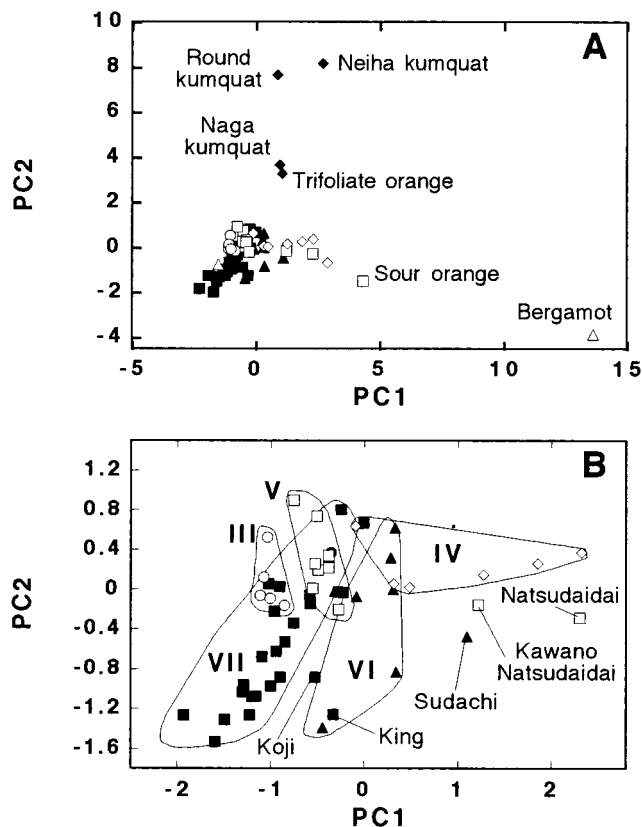 A
10
8
6
4
2
0
-2
-4
PC2
Round
kumquat
Neiha kumquat
Naga
kumquat
Trifoliate orange
Sour orange
Bergamot
-5
0
5
10
15
PC1
B
1.2
0.8
0.4
0
-0.4
-0.8
-1.2
-1.6
PC2
V
III
IV
VII
VI
Natsudaidai
Kawano
Natsudaidai
Sudachi
Koji
King
-2
-1
0
1
2
PC1